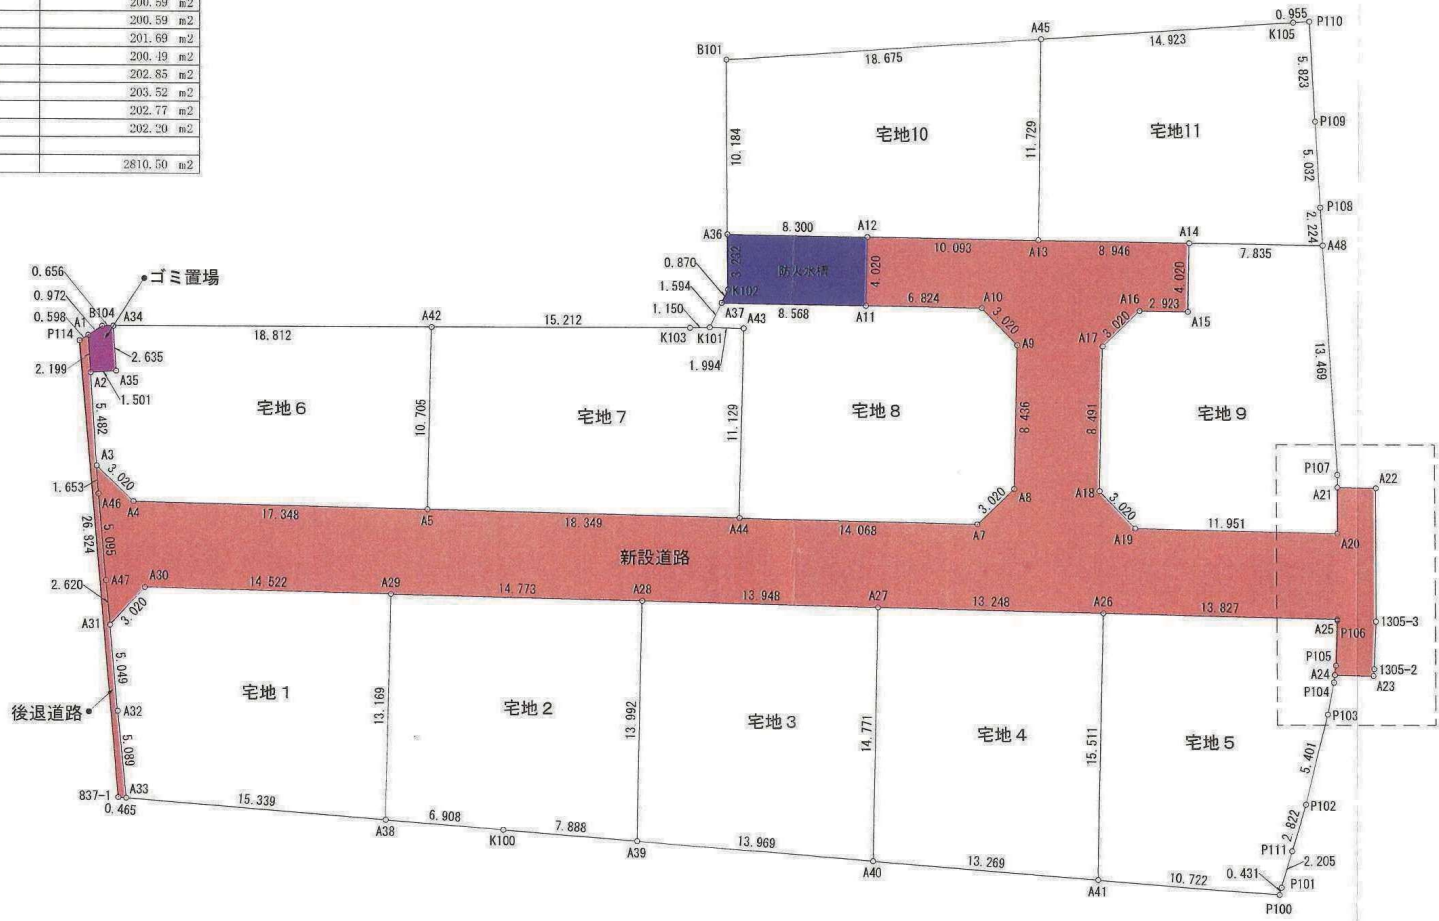 200.59 m2
200.59 m2
201.69 m2
200.49 m2
202.85 m2
203.52 m2
202.77 m2
202.20 m2
2810.50 m2
0.955 P110
A45 K105
B101 14.923
18.675
5.823
宅地10 宅地11
P109
10.184 11.729
5.032
P108
2.224
A36 8.300 A12 A14
10.093 A13 8.946 7.835 A48
0.870 3.232 防火水槽 4.020 4.020
0.656 ゴミ置場
0.972 1.594 K102
B104 A34 A42 1.150 A37 8.568 A11 6.824 A10 A16 2.923 A15
0.598 A1 15.212 A43
P114 18.812 K103 K101 3.020 3.020
2.635 1.994 A9 A17
2.199 A2 A35
1.501
13.469
5.482 宅地6 10.705 宅地7 11.129 宅地8 8.436 8.491 宅地9
A3 3.020
P107
1.653 A8 A18 A21 A22
A46 A4 17.348 A5 18.349 A44 14.068 3.020 A7 3.020 A19 11.951 A20
26.824 5.095
新設道路
A47 A30 14.522 A29 14.773 A28 13.948 A27 13.248 A26 13.827
2.620 3.020
A31 A25 P106 1305-3
5.049 P105
A24 1305-2
P104 A23
宅地1 宅地2 宅地3 宅地4 宅地5
後退道路 A32 P103
13.169 13.992 14.771 15.511
5.089 5.401
837-1 A33
0.465 15.339 P102
A38 6.908 K100 7.888 A39 2.822
13.969 P111
A40 13.269 2.205
A41 10.722 0.431 P101
P100